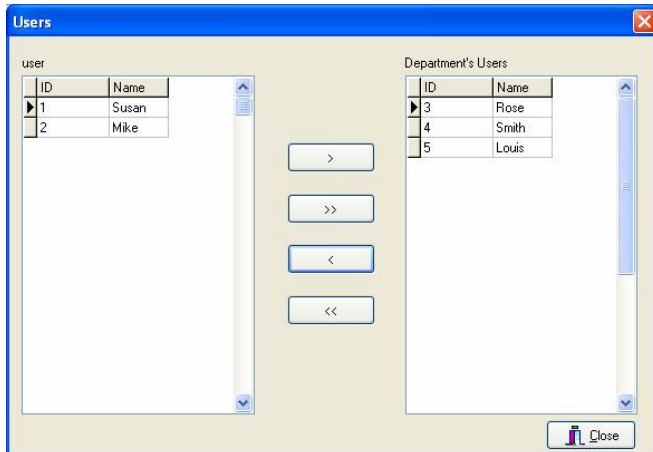 Users
user
ID Name
1 Susan
2 Mike
>
>>
<
<<
Department's Users
ID Name
3 Rose
4 Smith
5 Louis
Close